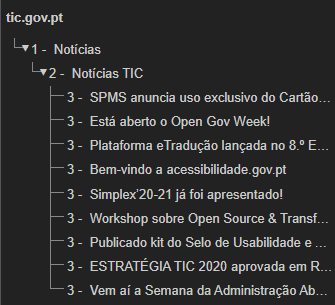 tic.gov.pt
1 - Notícias
2 - Notícias TIC
3 - SPMS anuncia uso exclusivo do Cartão...
3 - Está aberto o Open Gov Week!
3 - Plataforma eTradução lançada no 8.º E...
3 - Bem-vindo a acessibilidade.gov.pt
3 - Simplex'20-21 já foi apresentado!
3 - Workshop sobre Open Source & Transf...
3 - Publicado kit do Selo de Usabilidade e ...
3 - ESTRATÉGIA TIC 2020 aprovada em R...
3 - Vem aí a Semana da Administração Ab...